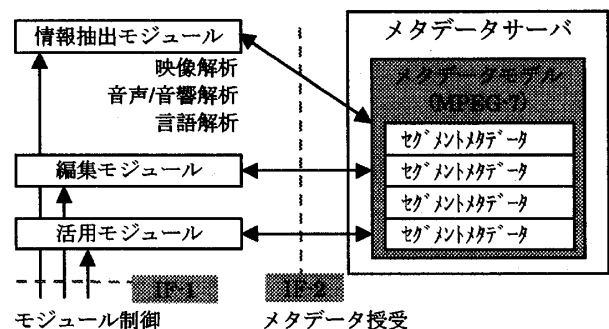 情報抽出モジュール
映像解析
音声/音響解析
言語解析
編集モジュール
活用モジュール
IF-1
モジュール制御
IF-2
メタデータ授受
メタデータサーバ
メタデータモデル
(MPEG-7)
セグメントメタデータ
セグメントメタデータ
セグメントメタデータ
セグメントメタデータ